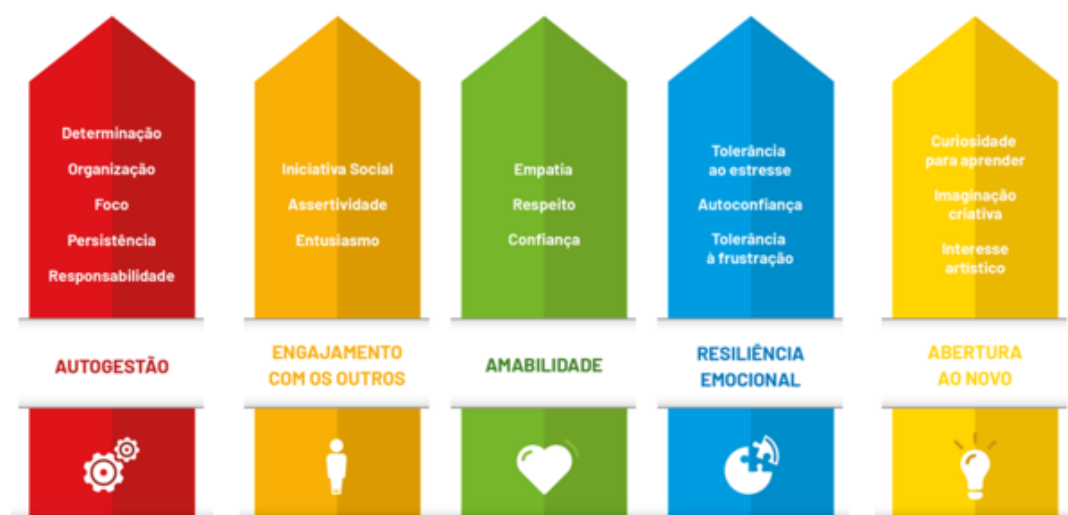 Determinação
Organização
Foco
Persistência
Responsabilidade
AUTOGESTÃO
Iniciativa Social
Assertividade
Entusiasmo
ENGAJAMENTO
COM OS OUTROS
Empatia
Respeito
Confiança
AMABILIDADE
Tolerância
ao estresse
Autoconfiança
Tolerância
à frustração
RESILIÊNCIA
EMOCIONAL
Curiosidade
para aprender
Imaginação
criativa
Interesse
artístico
ABERTURA
AO NOVO